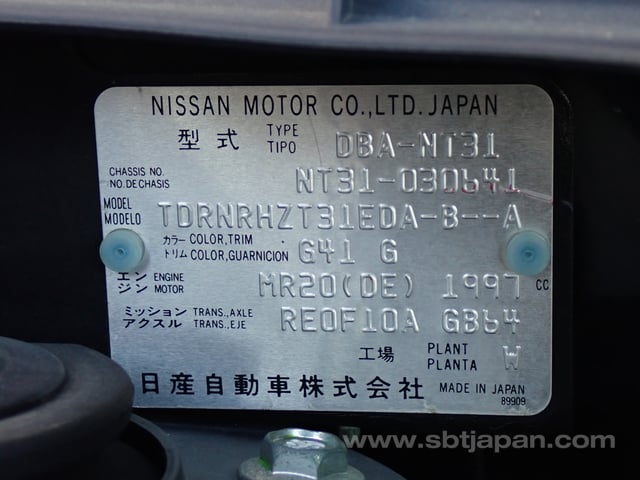 NISSAN MOTOR CO.,LTD. JAPAN
型式 TYPE TIPO DBA-NT31
CHASSIS NO. NO. DE CHASIS NT31-030641
MODEL MODELO TDRNRHZT31EDA-B--A
カラー COLOR,TRIM トリム COLOR,GUARNICION G41 G
エンジン ENGINE MOTOR MR20(DE) 1997 CC
ミッション TRANS.,AXLE アクスル TRANS.,EJE RE0F10A GB64
工場 PLANT PLANTA W
日産自動車株式会社 MADE IN JAPAN
89909
www.sbtjapan.com